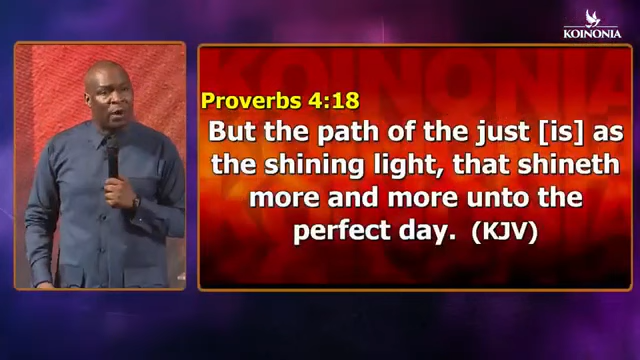 KOINONIA
KOINONIA
Proverbs 4:18
But the path of the just [is] as
the shining light, that shineth
more and more unto the
perfect day. (KJV)